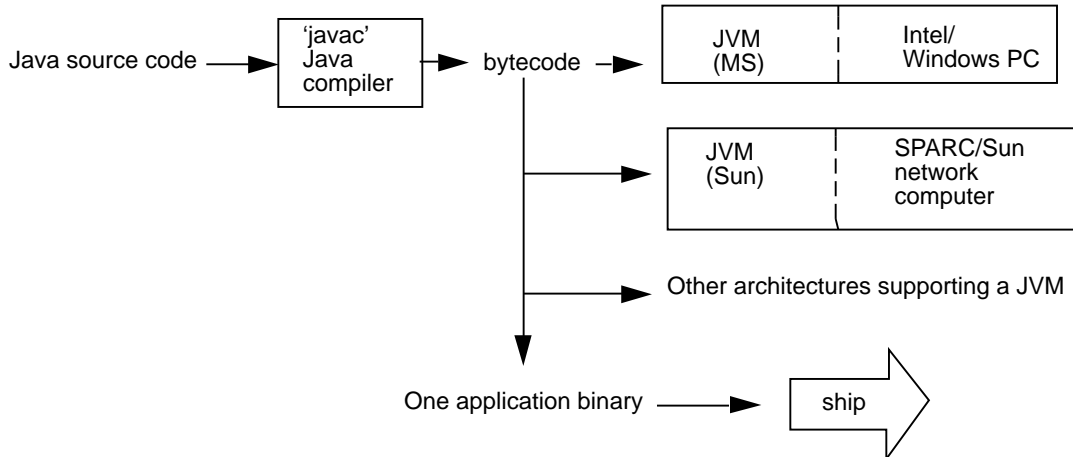 Java source code
‘javac’
Java
compiler
bytecode
JVM
(MS)
Intel/
Windows PC
JVM
(Sun)
SPARC/Sun
network
computer
Other architectures supporting a JVM
One application binary
ship